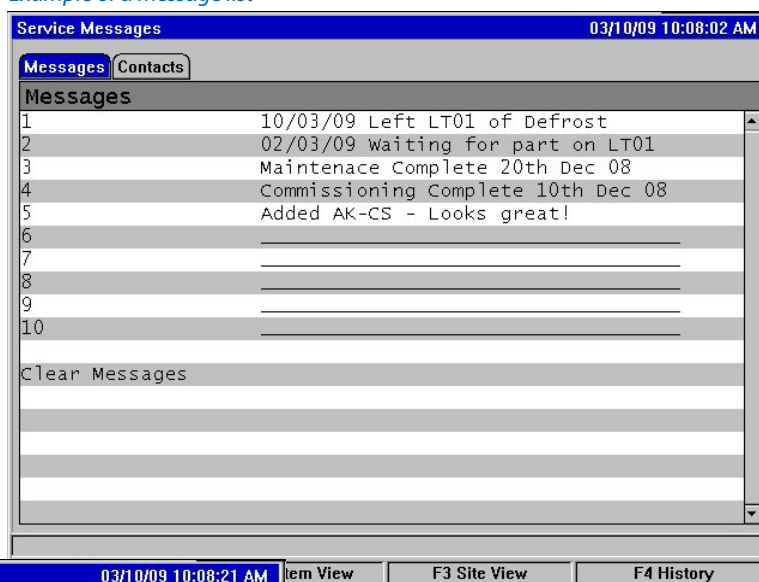 Service Messages 03/10/09 10:08:02 AM
Messages Contacts
Messages
1 10/03/09 Left LT01 of Defrost
2 02/03/09 Waiting for part on LT01
3 Maintenace Complete 20th Dec 08
4 Commissioning Complete 10th Dec 08
5 Added AK-CS - Looks great!
6
7
8
9
10
Clear Messages
03/10/09 10:08:21 AM
View F3 Site View F4 History